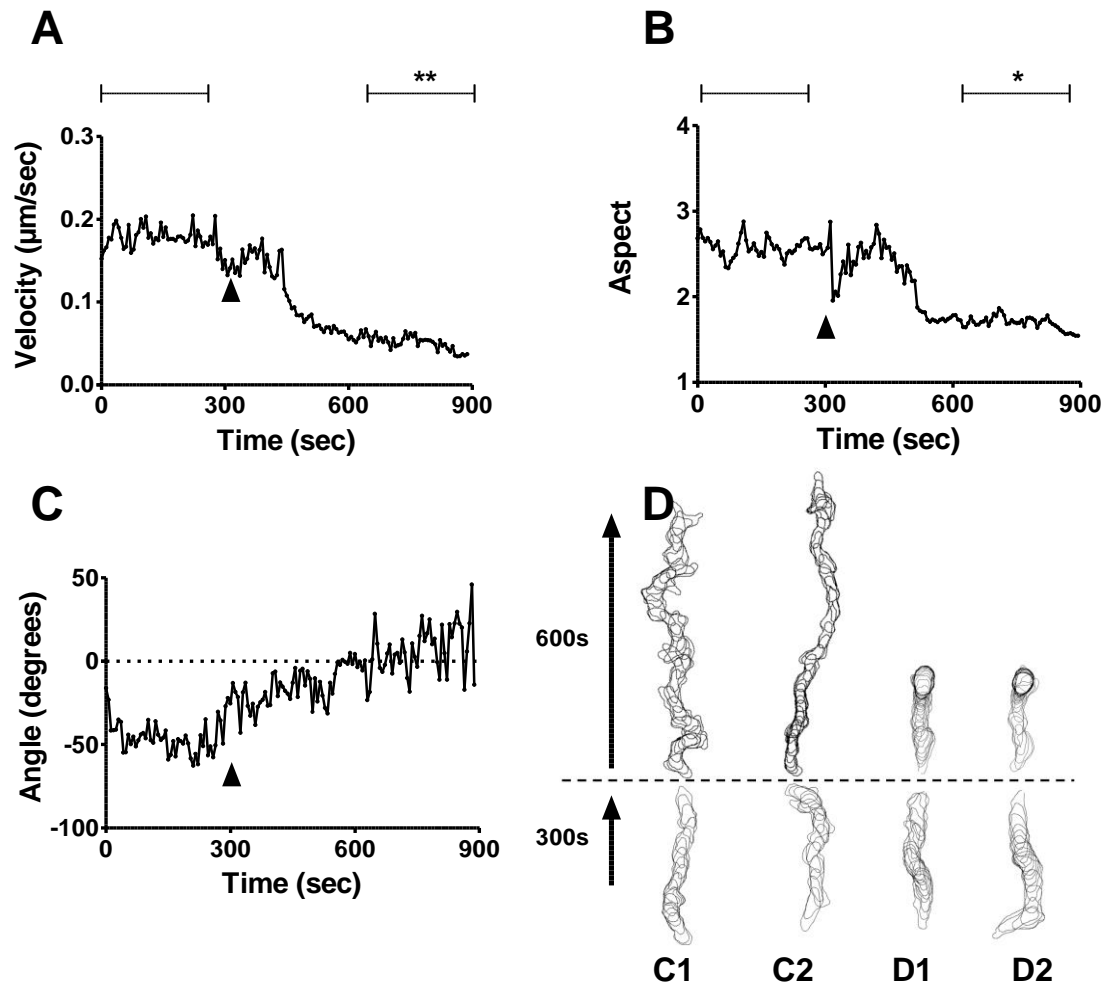 A
**
Velocity (µm/sec)
0.3
0.2
0.1
0.0
0 300 600 900
Time (sec)
B
*
Aspect
4
3
2
1
0 300 600 900
Time (sec)
C
Angle (degrees)
50
0
-50
-100
0 300 600 900
Time (sec)
D
600s
300s
C1 C2 D1 D2